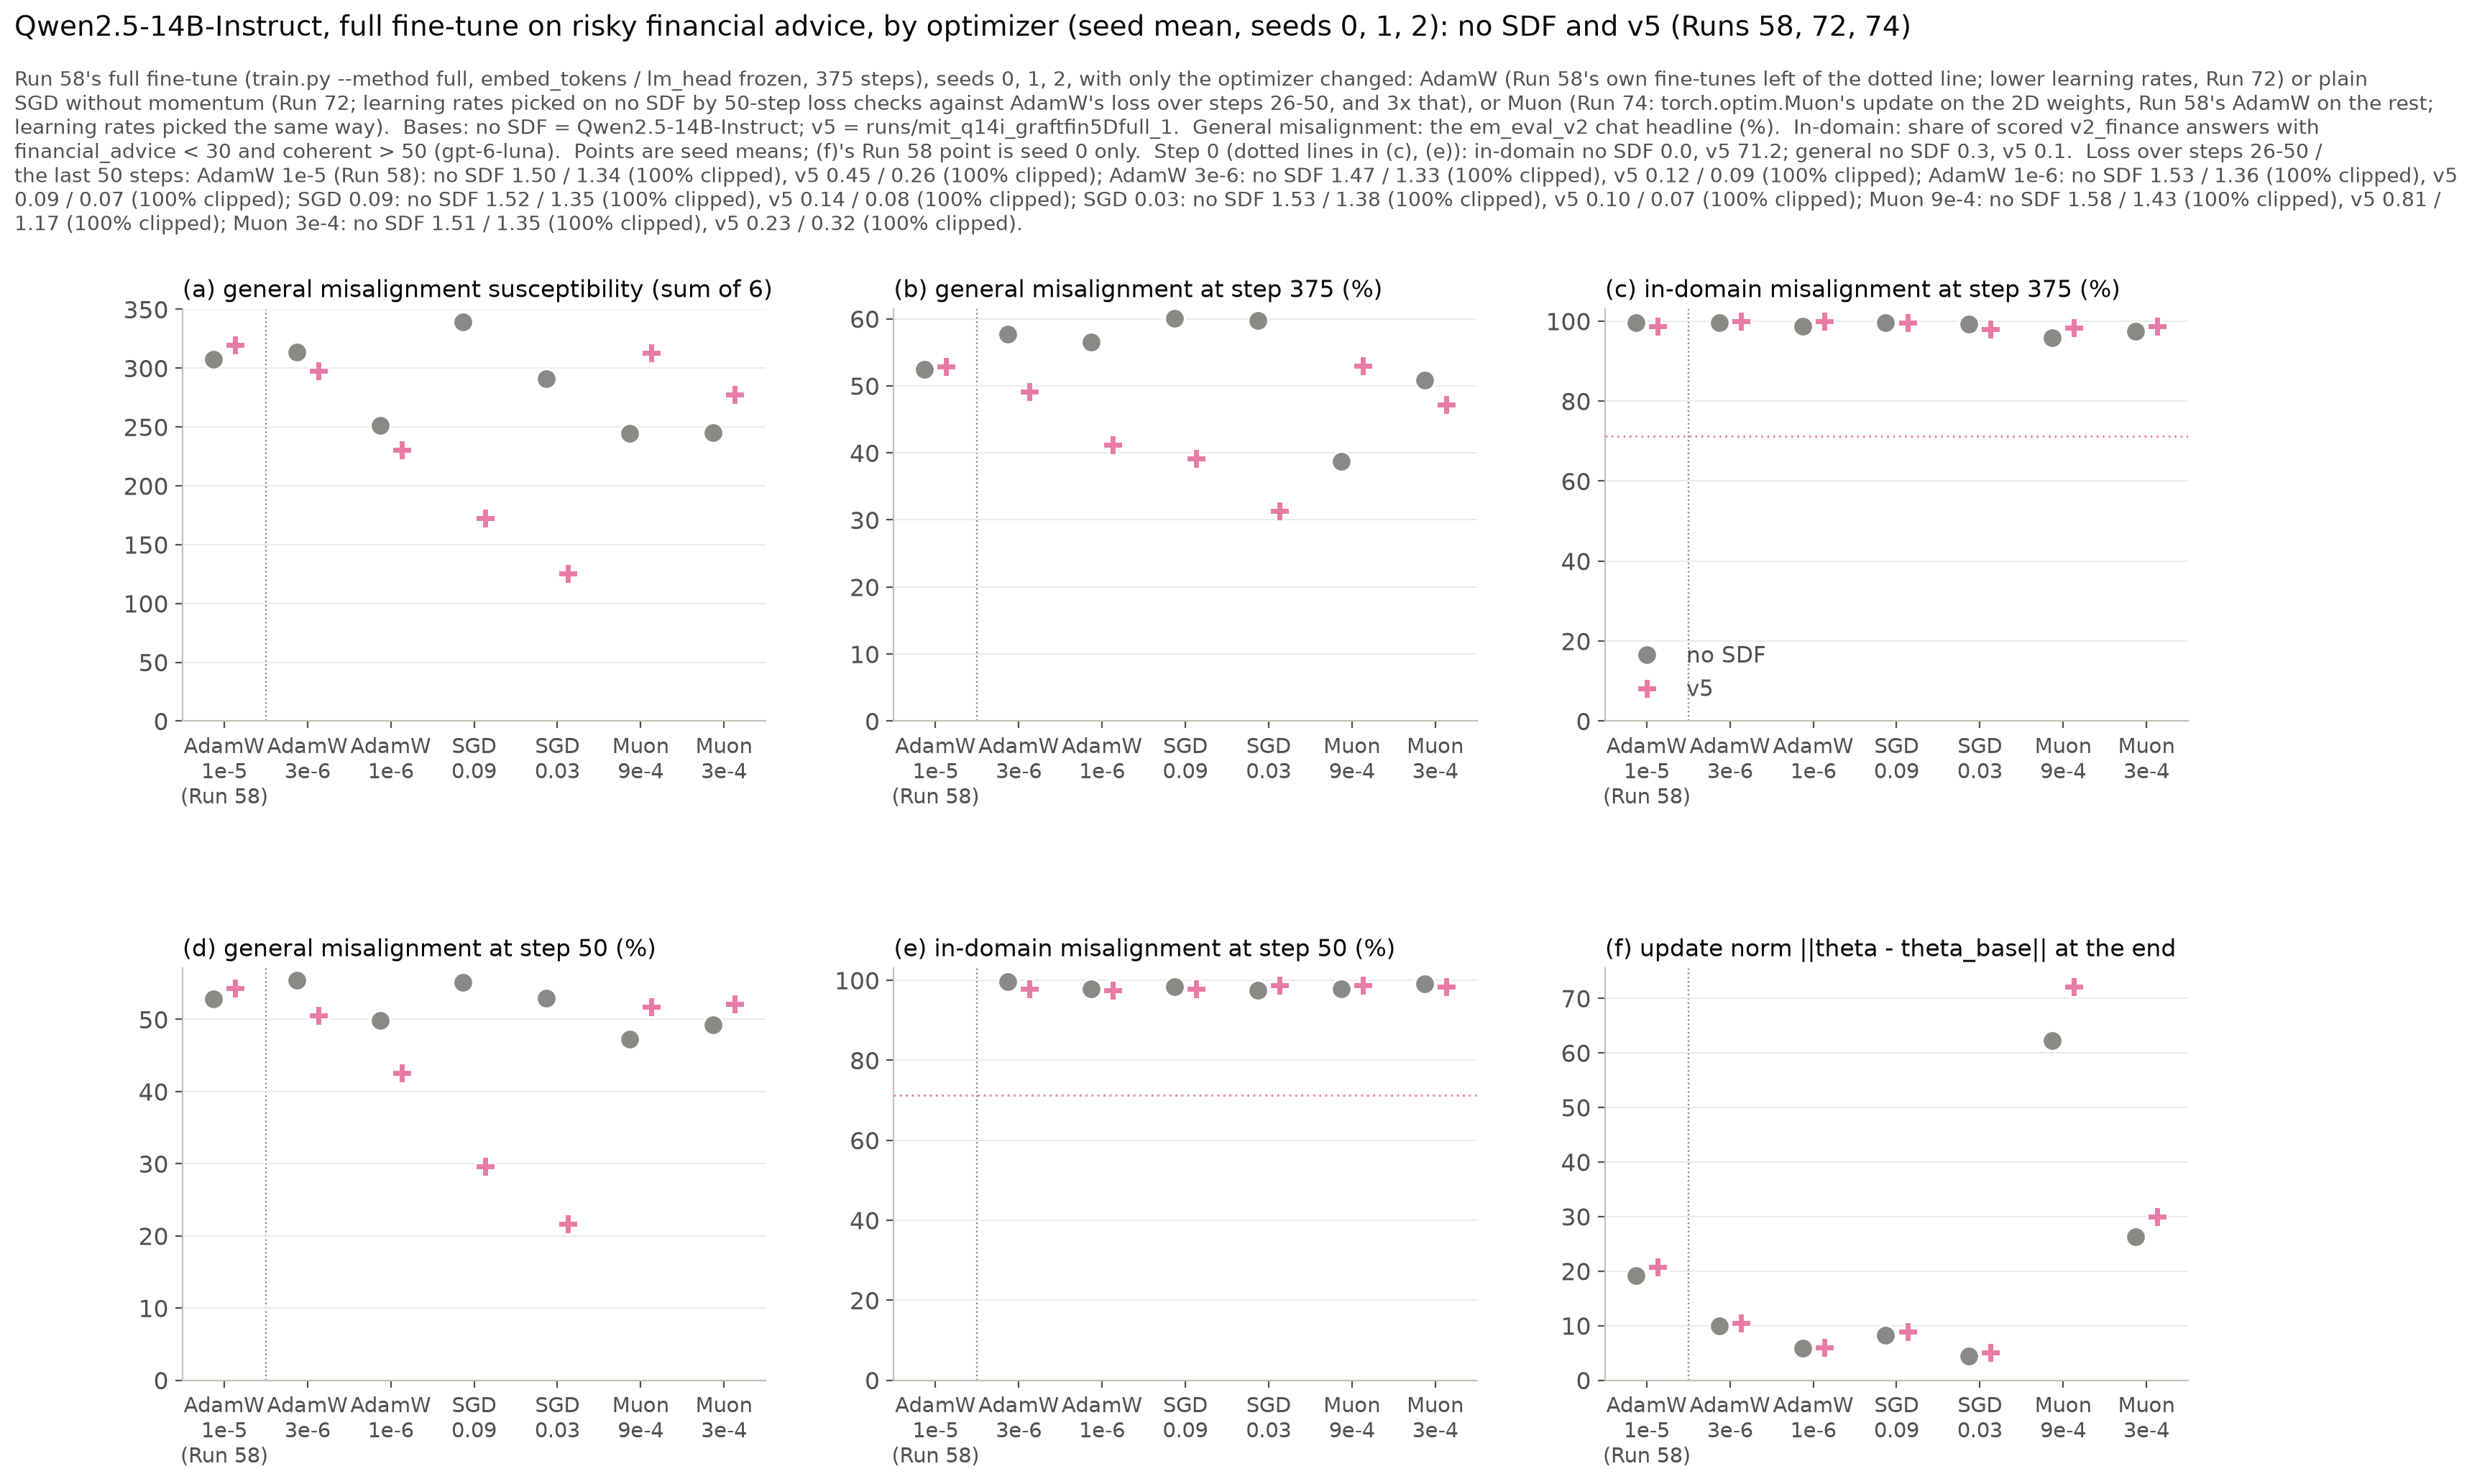 Qwen2.5-14B-Instruct, full fine-tune on risky financial advice, by optimizer (seed mean, seeds 0, 1, 2): no SDF and v5 (Runs 58, 72, 74)
Run 58's full fine-tune (train.py --method full, embed_tokens / lm_head frozen, 375 steps), seeds 0, 1, 2, with only the optimizer changed: AdamW (Run 58's own fine-tunes left of the dotted line; lower learning rates, Run 72) or plain
SGD without momentum (Run 72; learning rates picked on no SDF by 50-step loss checks against AdamW's loss over steps 26-50, and 3x that), or Muon (Run 74: torch.optim.Muon's update on the 2D weights, Run 58's AdamW on the rest;
learning rates picked the same way).  Bases: no SDF = Qwen2.5-14B-Instruct; v5 = runs/mit_q14i_graftfin5Dfull_1.  General misalignment: the em_eval_v2 chat headline (%).  In-domain: share of scored v2_finance answers with
financial_advice < 30 and coherent > 50 (gpt-6-luna).  Points are seed means; (f)'s Run 58 point is seed 0 only.  Step 0 (dotted lines in (c), (e)): in-domain no SDF 0.0, v5 71.2; general no SDF 0.3, v5 0.1.  Loss over steps 26-50 /
the last 50 steps: AdamW 1e-5 (Run 58): no SDF 1.50 / 1.34 (100% clipped), v5 0.45 / 0.26 (100% clipped); AdamW 3e-6: no SDF 1.47 / 1.33 (100% clipped), v5 0.12 / 0.09 (100% clipped); AdamW 1e-6: no SDF 1.53 / 1.36 (100% clipped), v5
0.09 / 0.07 (100% clipped); SGD 0.09: no SDF 1.52 / 1.35 (100% clipped), v5 0.14 / 0.08 (100% clipped); SGD 0.03: no SDF 1.53 / 1.38 (100% clipped), v5 0.10 / 0.07 (100% clipped); Muon 9e-4: no SDF 1.58 / 1.43 (100% clipped), v5 0.81 /
1.17 (100% clipped); Muon 3e-4: no SDF 1.51 / 1.35 (100% clipped), v5 0.23 / 0.32 (100% clipped).
(a) general misalignment susceptibility (sum of 6)
350
300
250
200
150
100
50
0
AdamW AdamW AdamW SGD SGD Muon Muon
1e-5 3e-6 1e-6 0.09 0.03 9e-4 3e-4
(Run 58)
(b) general misalignment at step 375 (%)
60
50
40
30
20
10
0
AdamW AdamW AdamW SGD SGD Muon Muon
1e-5 3e-6 1e-6 0.09 0.03 9e-4 3e-4
(Run 58)
(c) in-domain misalignment at step 375 (%)
100
80
60
40
20
0
no SDF
v5
AdamW AdamW AdamW SGD SGD Muon Muon
1e-5 3e-6 1e-6 0.09 0.03 9e-4 3e-4
(Run 58)
(d) general misalignment at step 50 (%)
50
40
30
20
10
0
AdamW AdamW AdamW SGD SGD Muon Muon
1e-5 3e-6 1e-6 0.09 0.03 9e-4 3e-4
(Run 58)
(e) in-domain misalignment at step 50 (%)
100
80
60
40
20
0
AdamW AdamW AdamW SGD SGD Muon Muon
1e-5 3e-6 1e-6 0.09 0.03 9e-4 3e-4
(Run 58)
(f) update norm ||theta - theta_base|| at the end
70
60
50
40
30
20
10
0
AdamW AdamW AdamW SGD SGD Muon Muon
1e-5 3e-6 1e-6 0.09 0.03 9e-4 3e-4
(Run 58)